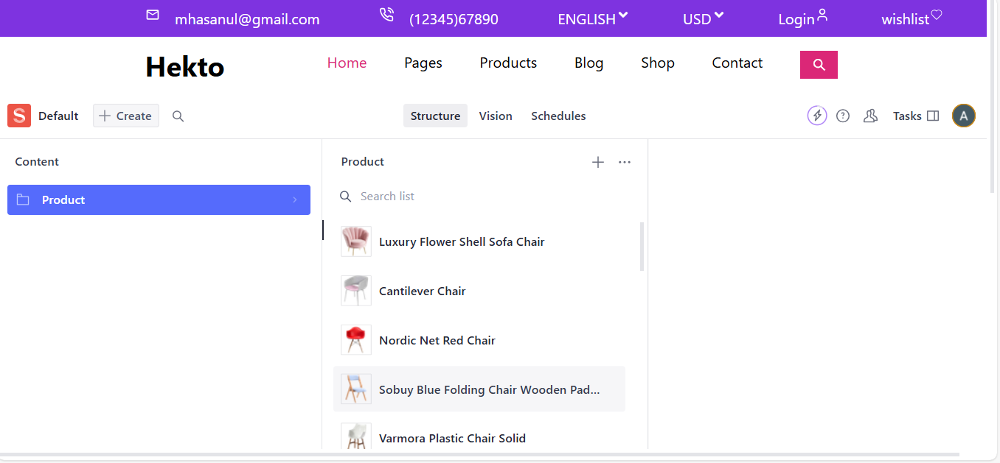 mhasanul@gmail.com (12345)67890 ENGLISH USD Login wishlist
Hekto Home Pages Products Blog Shop Contact
S Default + Create Structure Vision Schedules ? Tasks A
Content
Product
Product
Search list
Luxury Flower Shell Sofa Chair
Cantilever Chair
Nordic Net Red Chair
Sobuy Blue Folding Chair Wooden Pad...
Varmora Plastic Chair Solid